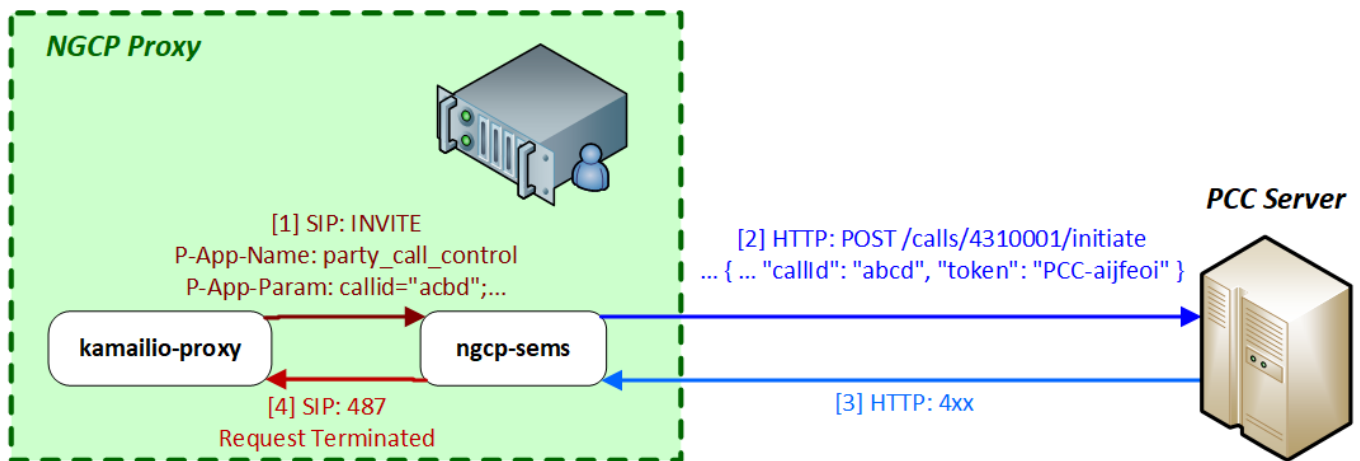 NGCP Proxy
[1] SIP: INVITE
P-App-Name: party_call_control
P-App-Param: callid="acbd";...
kamailio-proxy
ngcp-sems
[4] SIP: 487
Request Terminated
PCC Server
[2] HTTP: POST /calls/4310001/initiate
... { ... "callId": "abcd", "token": "PCC-aijfeoi" }
[3] HTTP: 4xx